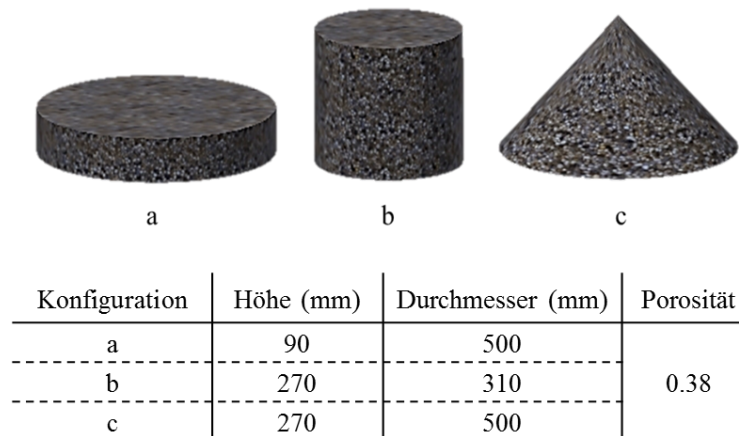 a b c
Konfiguration Höhe (mm) Durchmesser (mm) Porosität
a 90 500
b 270 310 0.38
c 270 500